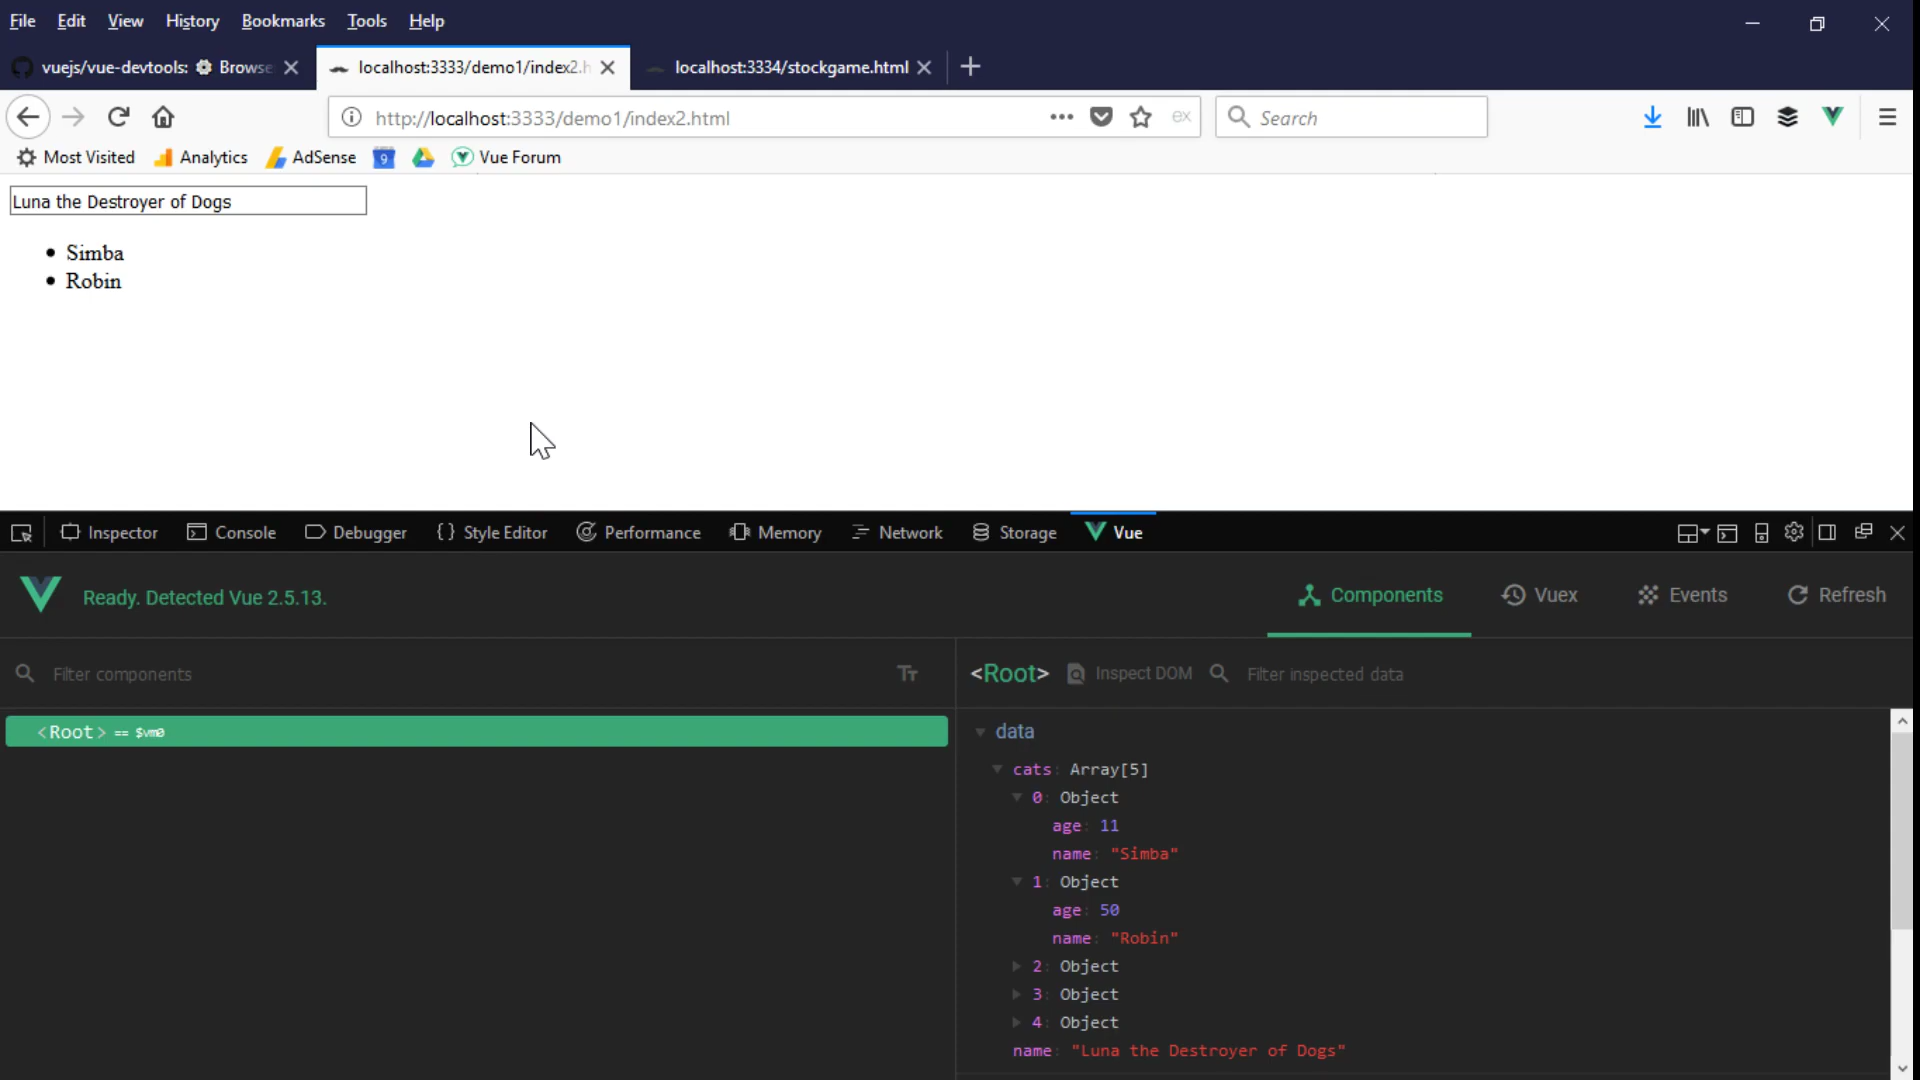 File Edit View History Bookmarks Tools Help
vuejs/vue-devtools: Browse localhost:3333/demo1/index2.h localhost:3334/stockgame.html
http://localhost:3333/demo1/index2.html ex Search
Most Visited Analytics AdSense 9 Vue Forum
Luna the Destroyer of Dogs
Simba
Robin
Inspector Console Debugger {} Style Editor Performance Memory Network Storage Vue
Ready. Detected Vue 2.5.13. Components Vuex Events Refresh
Filter components Tт <Root> Inspect DOM Filter inspected data
<Root> == $vm0
data
cats: Array[5]
0: Object
age: 11
name: "Simba"
1: Object
age: 50
name: "Robin"
2: Object
3: Object
4: Object
name: "Luna the Destroyer of Dogs"